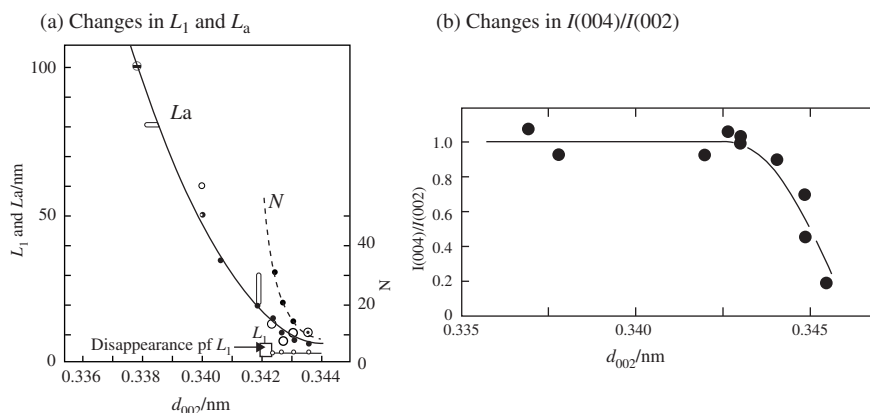 (a) Changes in L₁ and Lₐ
100
50
0
L₁ and La/nm
La
N
L₁
Disappearance pf L₁
40
20
0
N
0.336 0.338 0.340 0.342 0.344
d₀₀₂/nm
(b) Changes in I(004)/I(002)
1.0
0.8
0.6
0.4
0.2
0
I(004)/I(002)
0.335 0.340 0.345
d₀₀₂/nm